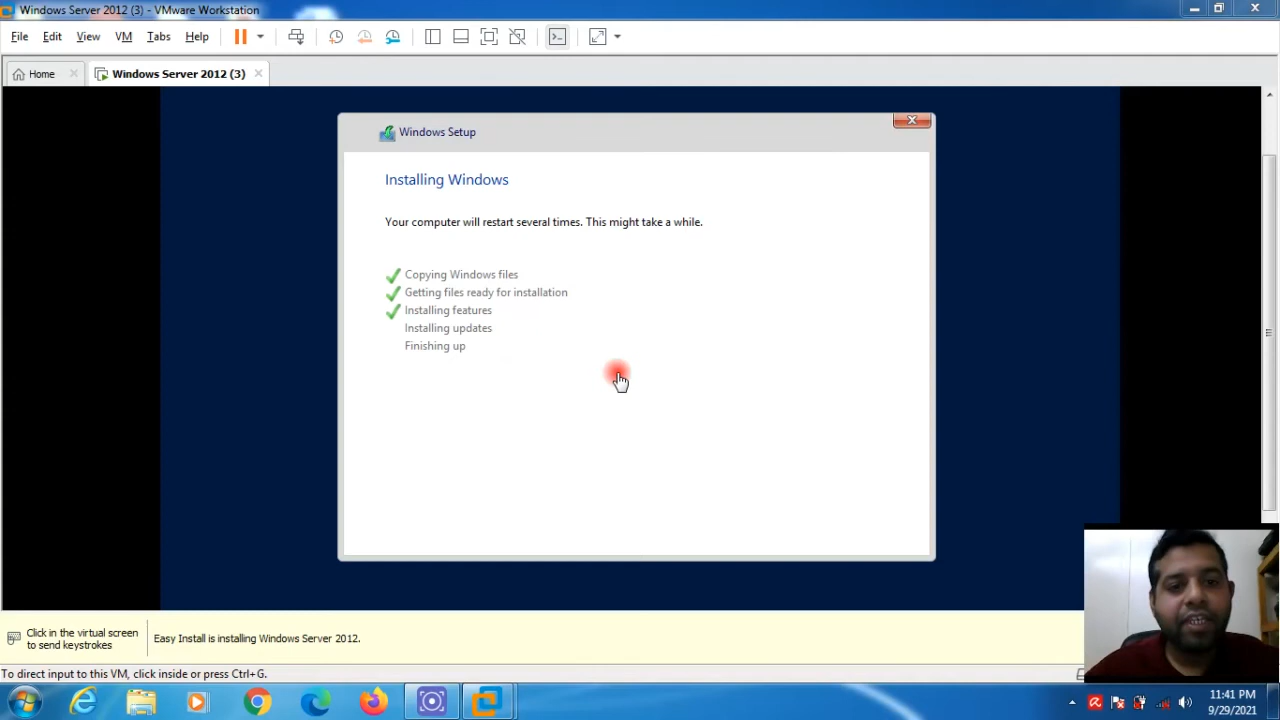 Windows Server 2012 (3) - VMware Workstation
File Edit View VM Tabs Help
Home Windows Server 2012 (3)
Windows Setup
Installing Windows
Your computer will restart several times. This might take a while.
Copying Windows files
Getting files ready for installation
Installing features
Installing updates
Finishing up
Click in the virtual screen
to send keystrokes
Easy Install is installing Windows Server 2012.
To direct input to this VM, click inside or press Ctrl+G.
11:41 PM
9/29/2021